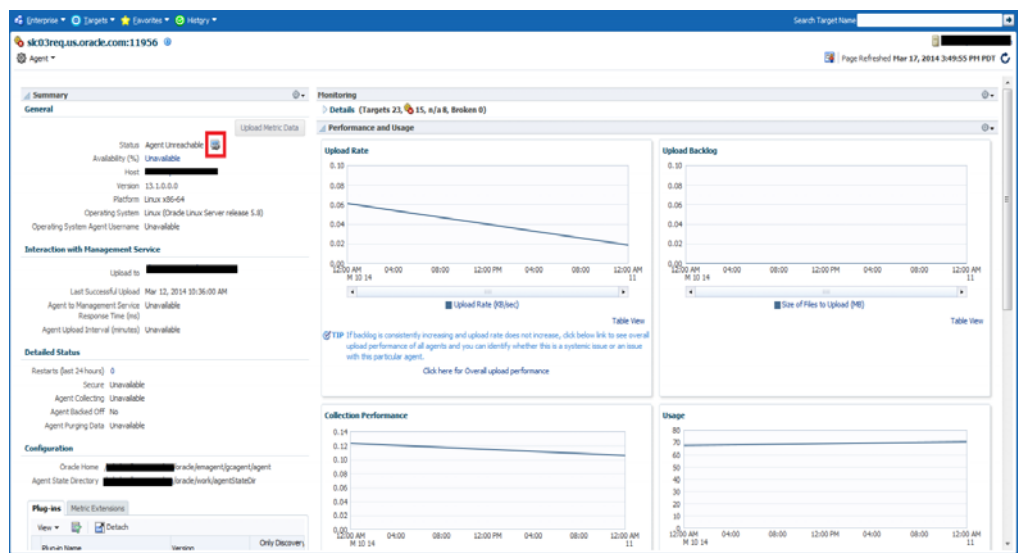 Enterprise Targets Favorites History Search Target Name
slc03req.us.oracle.com:11956
Agent Page Refreshed Mar 17, 2014 3:49:55 PM PDT
Summary
General
Upload Metric Data
Status Agent Unreachable
Availability (%) Unavailable
Host
Version 13.1.0.0.0
Platform Linux x86-64
Operating System Linux (Oracle Linux Server release 5.8)
Operating System Agent Username Unavailable
Interaction with Management Service
Upload to
Last Successful Upload Mar 12, 2014 10:36:00 AM
Agent to Management Service Unavailable
Response Time (ms)
Agent Upload Interval (minutes) Unavailable
Detailed Status
Restarts (last 24 hours) 0
Secure Unavailable
Agent Collecting Unavailable
Agent Backed Off No
Agent Purging Data Unavailable
Configuration
Oracle Home /oracle/emagent/gcagent/agent
Agent State Directory /oracle/work/agentStateDir
Plug-ins Metric Extensions
View Detach
Plug-in Name Version Only Discovery
Monitoring
Details (Targets 23, 15, n/a 8, Broken 0)
Performance and Usage
Upload Rate
0.10
0.08
0.06
0.04
0.02
0.00
12:00 AM 04:00 08:00 12:00 PM 04:00 08:00 12:00 AM
M 10 14 11
Upload Rate (KB/sec)
Table View
TIP If backlog is consistently increasing and upload rate does not increase, click below link to see overall
upload performance of all agents and you can identify whether this is a systemic issue or an issue
with this particular agent.
Click here for Overall upload performance
Upload Backlog
0.10
0.08
0.06
0.04
0.02
0.00
12:00 AM 04:00 08:00 12:00 PM 04:00 08:00 12:00 AM
M 10 14 11
Size of Files to Upload (MB)
Table View
Collection Performance
0.14
0.12
0.10
0.08
0.06
0.04
0.02
0.00
12:00 AM 04:00 08:00 12:00 PM 04:00 08:00 12:00 AM
M 10 14 11
Usage
80
70
60
50
40
30
20
10
0
12:00 AM 04:00 08:00 12:00 PM 04:00 08:00 12:00 AM
M 10 14 11